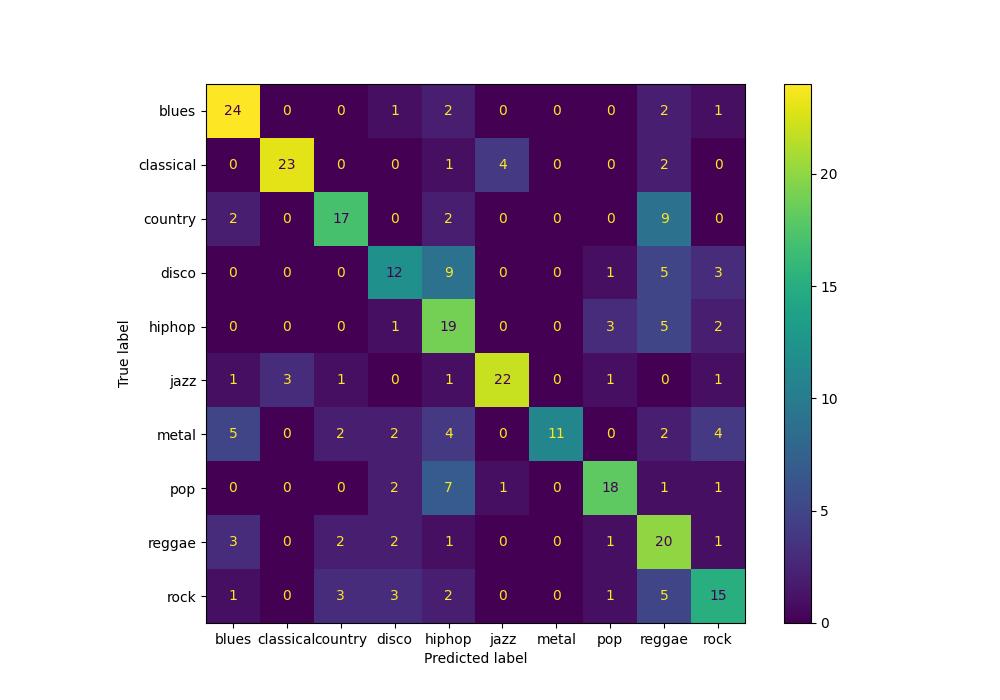 blues 24 0 0 1 2 0 0 0 2 1
classical 0 23 0 0 1 4 0 0 2 0
20
country 2 0 17 0 2 0 0 0 9 0
disco 0 0 0 12 9 0 0 1 5 3
15
hiphop 0 0 0 1 19 0 0 3 5 2
True label
jazz 1 3 1 0 1 22 0 1 0 1
10
metal 5 0 2 2 4 0 11 0 2 4
pop 0 0 0 2 7 1 0 18 1 1
5
reggae 3 0 2 2 1 0 0 1 20 1
rock 1 0 3 3 2 0 0 1 5 15
0
blues classical country disco hiphop jazz metal pop reggae rock
Predicted label